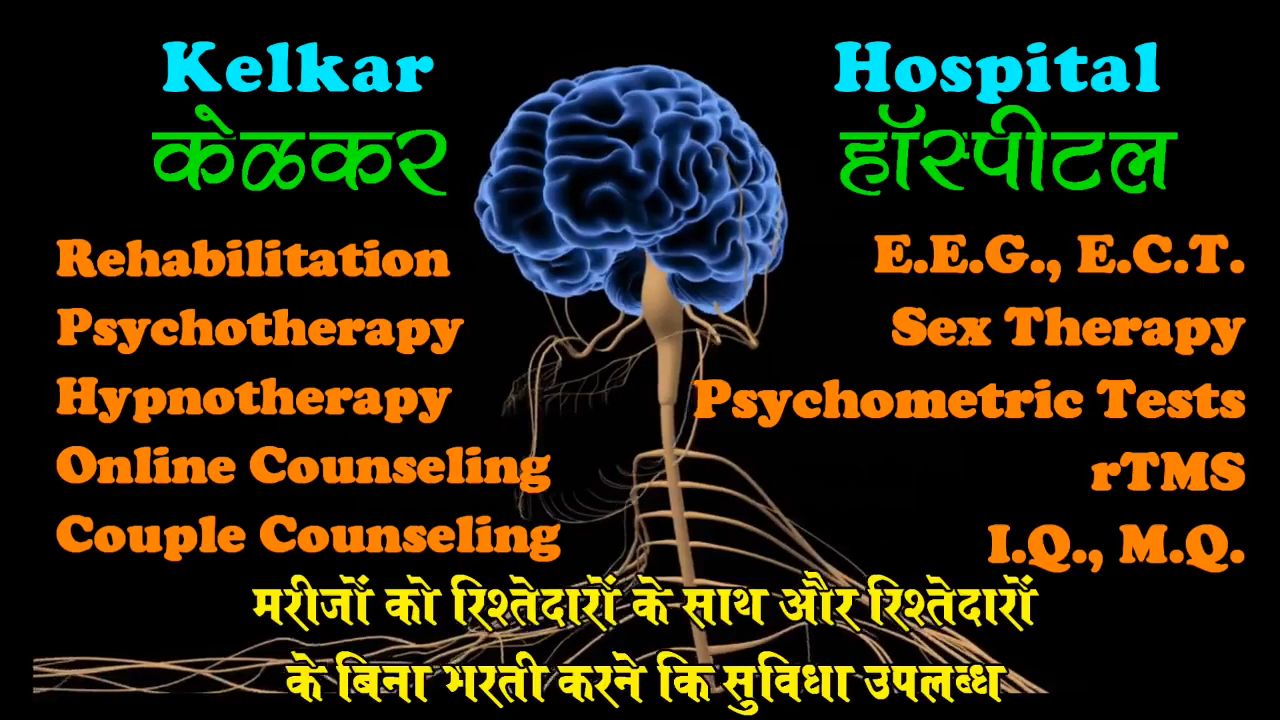 Kelkar Hospital
केळकर हॉस्पीटल
Rehabilitation
Psychotherapy
Hypnotherapy
Online Counseling
Couple Counseling
E.E.G., E.C.T.
Sex Therapy
Psychometric Tests
rTMS
I.Q., M.Q.
मरीजों को रिश्तेदारों के साथ और रिश्तेदारों
के बिना भरती करने कि सुविधा उपलब्ध